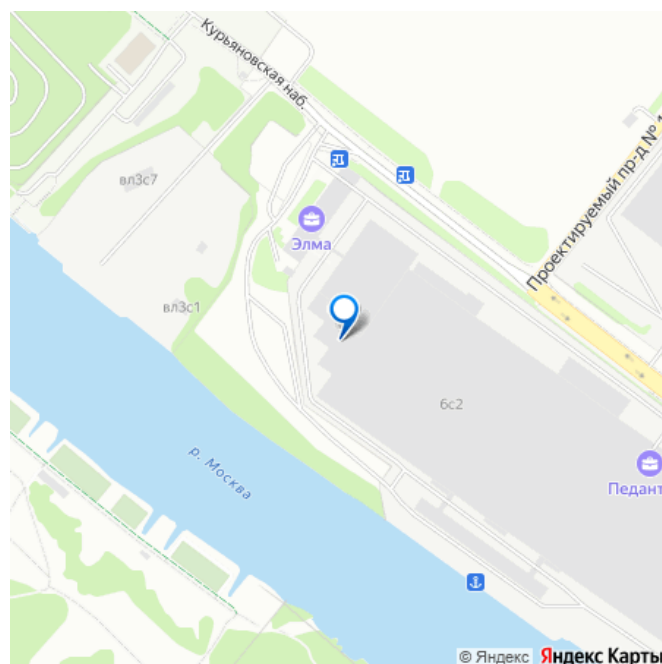 Курьяновская наб.
вл3с7
Проектируемый пр-д №
Элма
вл3с1
6с2
р. Москва
Педант
© Яндекс Яндекс Карты